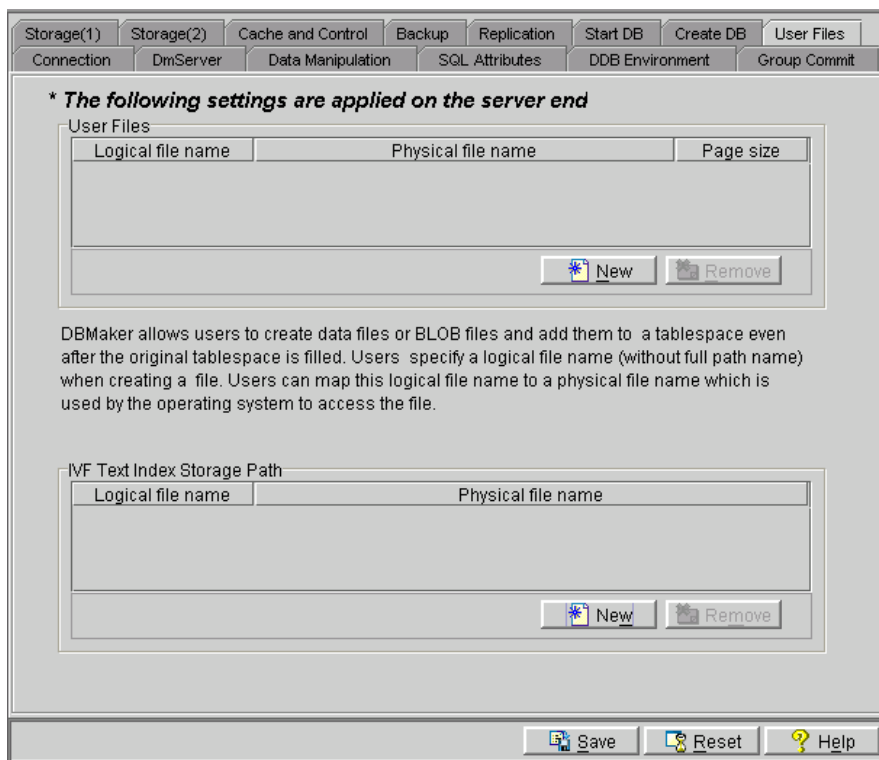 Storage(1) Storage(2) Cache and Control Backup Replication Start DB Create DB User Files
Connection DmServer Data Manipulation SQL Attributes DDB Environment Group Commit
* The following settings are applied on the server end
User Files
Logical file name Physical file name Page size
New Remove
DBMaker allows users to create data files or BLOB files and add them to a tablespace even
after the original tablespace is filled. Users specify a logical file name (without full path name)
when creating a file. Users can map this logical file name to a physical file name which is
used by the operating system to access the file.
IVF Text Index Storage Path
Logical file name Physical file name
New Remove
Save Reset Help